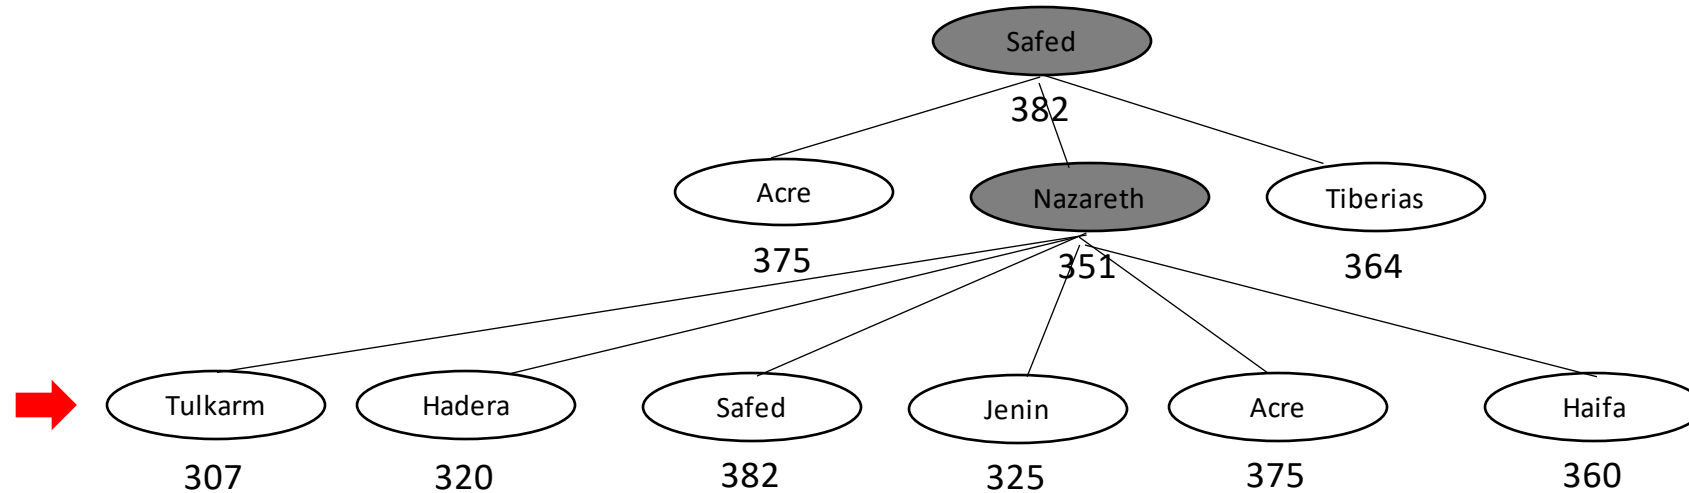 Safed
382
Acre
Nazareth
Tiberias
375
351
364
Tulkarm
Hadera
Safed
Jenin
Acre
Haifa
307
320
382
325
375
360